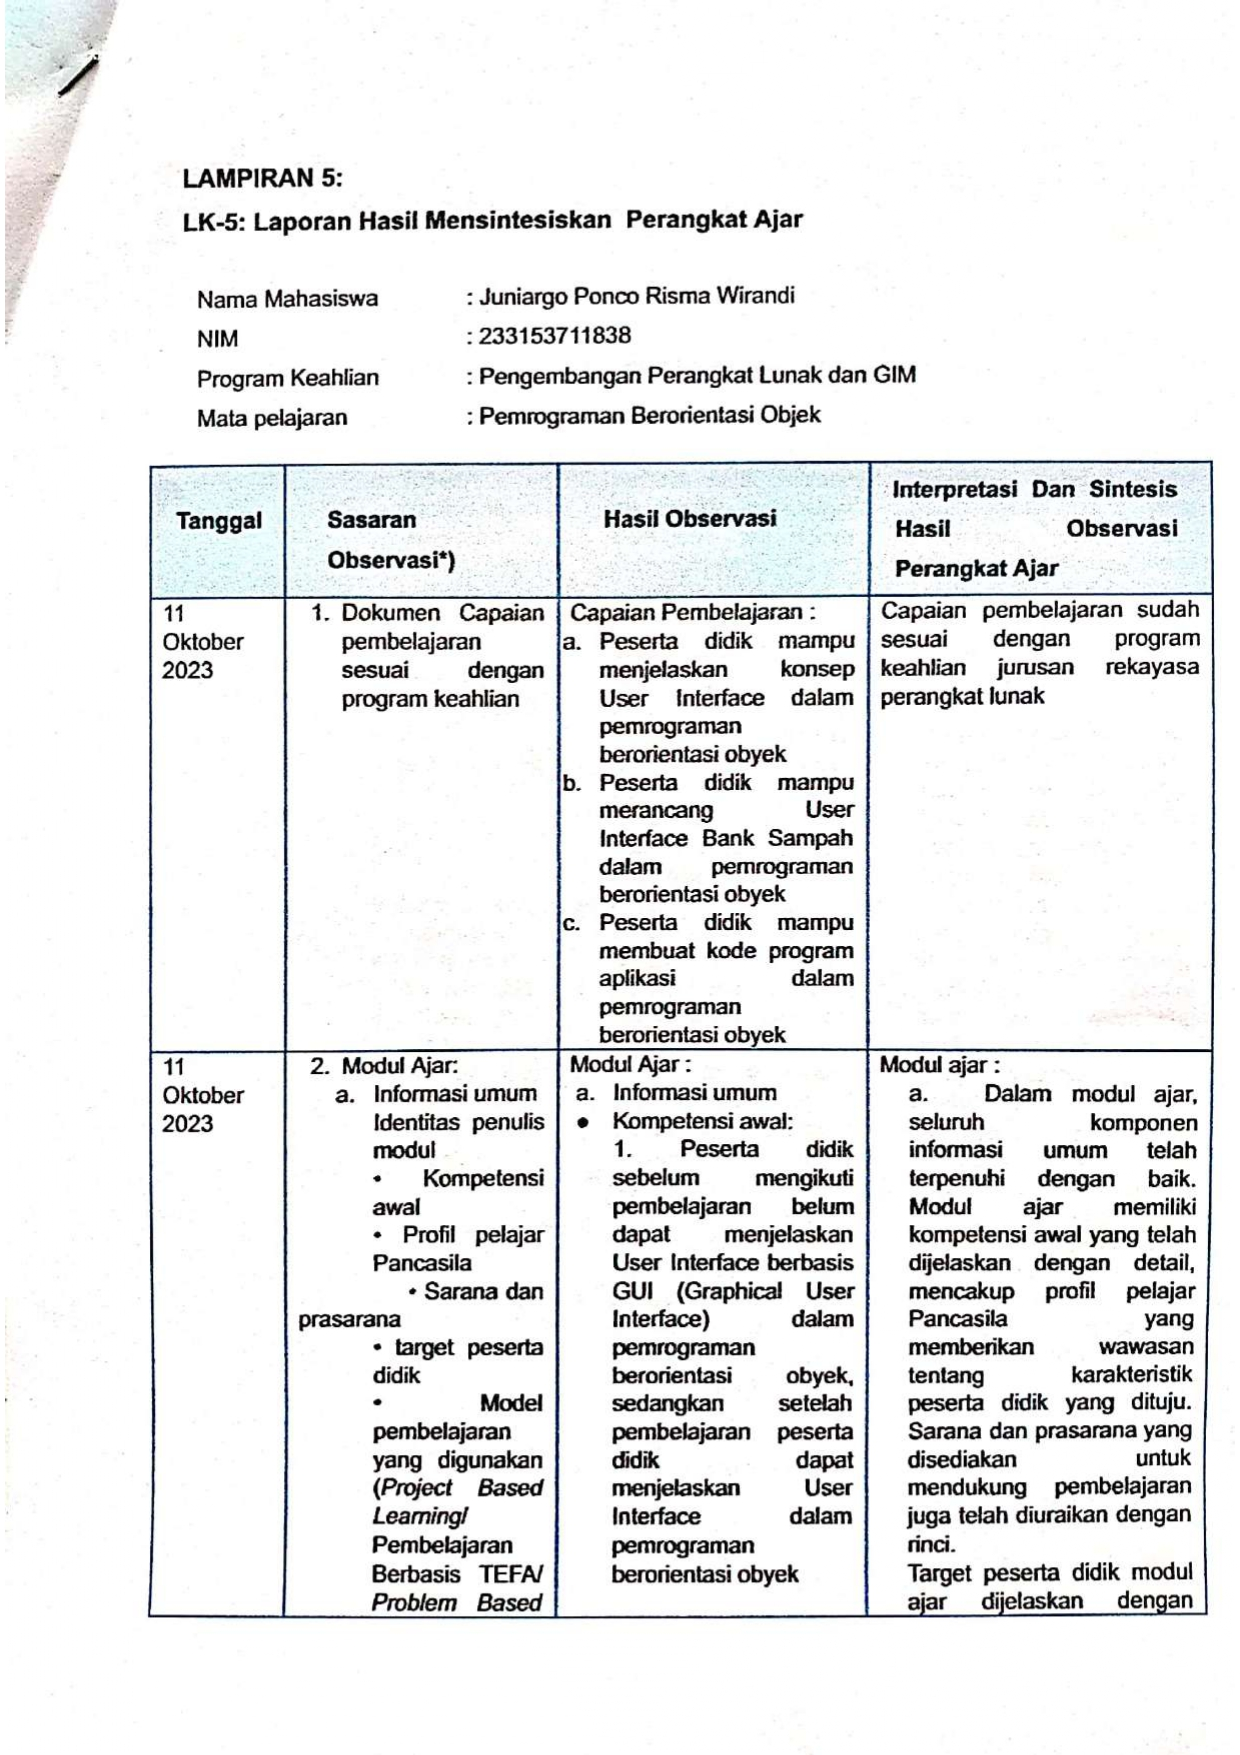 LAMPIRAN 5:
LK-5: Laporan Hasil Mensintesiskan Perangkat Ajar
Nama Mahasiswa : Juniargo Ponco Risma Wirandi
NIM : 233153711838
Program Keahlian : Pengembangan Perangkat Lunak dan GIM
Mata pelajaran : Pemrograman Berorientasi Objek
Tanggal
Sasaran
Observasi*)
Hasil Observasi
Interpretasi Dan Sintesis
Hasil Observasi
Perangkat Ajar
11
Oktober
2023
1. Dokumen Capaian
pembelajaran
sesuai dengan
program keahlian
Capaian Pembelajaran :
a. Peserta didik mampu
menjelaskan konsep
User Interface dalam
pemrograman
berorientasi obyek
b. Peserta didik mampu
merancang User
Interface Bank Sampah
dalam pemrograman
berorientasi obyek
c. Peserta didik mampu
membuat kode program
aplikasi dalam
pemrograman
berorientasi obyek
Capaian pembelajaran sudah
sesuai dengan program
keahlian jurusan rekayasa
perangkat lunak
11
Oktober
2023
2. Modul Ajar:
a. Informasi umum
Identitas penulis
modul
• Kompetensi
awal
• Profil pelajar
Pancasila
• Sarana dan
prasarana
• target peserta
didik
• Model
pembelajaran
yang digunakan
(Project Based
Learning/
Pembelajaran
Berbasis TEFA/
Problem Based
Modul Ajar :
a. Informasi umum
• Kompetensi awal:
1. Peserta didik
sebelum mengikuti
pembelajaran belum
dapat menjelaskan
User Interface berbasis
GUI (Graphical User
Interface) dalam
pemrograman
berorientasi obyek,
sedangkan setelah
pembelajaran peserta
didik dapat
menjelaskan User
Interface dalam
pemrograman
berorientasi obyek
Modul ajar :
a. Dalam modul ajar,
seluruh komponen
informasi umum telah
terpenuhi dengan baik.
Modul ajar memiliki
kompetensi awal yang telah
dijelaskan dengan detail,
mencakup profil pelajar
Pancasila yang
memberikan wawasan
tentang karakteristik
peserta didik yang dituju.
Sarana dan prasarana yang
disediakan untuk
mendukung pembelajaran
juga telah diuraikan dengan
rinci.
Target peserta didik modul
ajar dijelaskan dengan